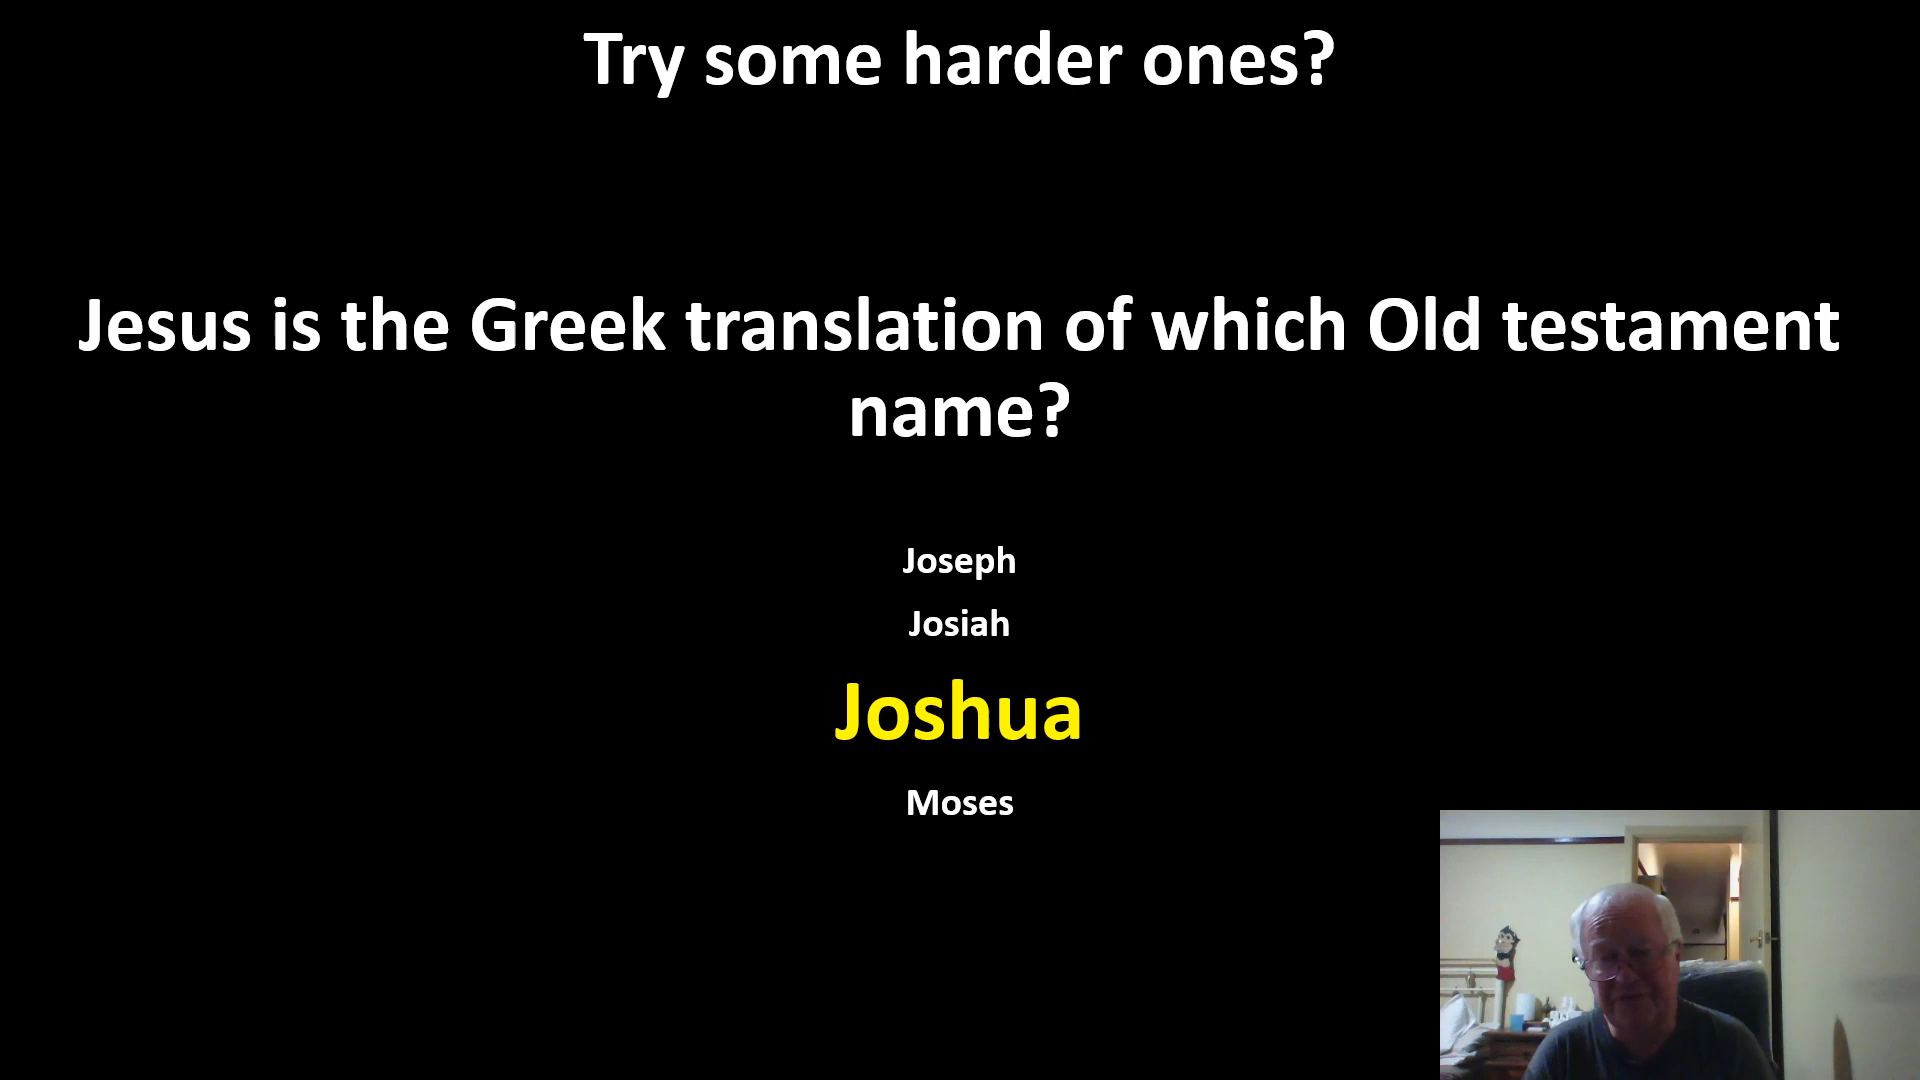 Try some harder ones?
Jesus is the Greek translation of which Old testament
name?
Joseph
Josiah
Joshua
Moses